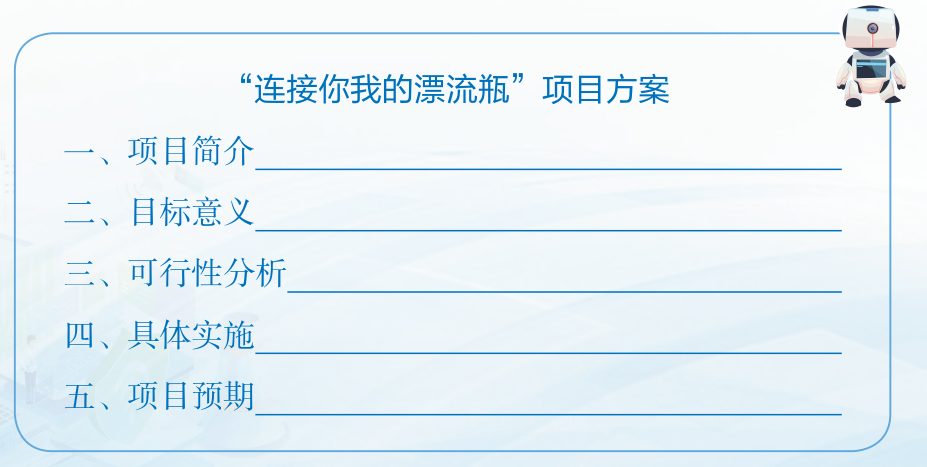 “连接你我的漂流瓶”项目方案
一、项目简介
二、目标意义
三、可行性分析
四、具体实施
五、项目预期